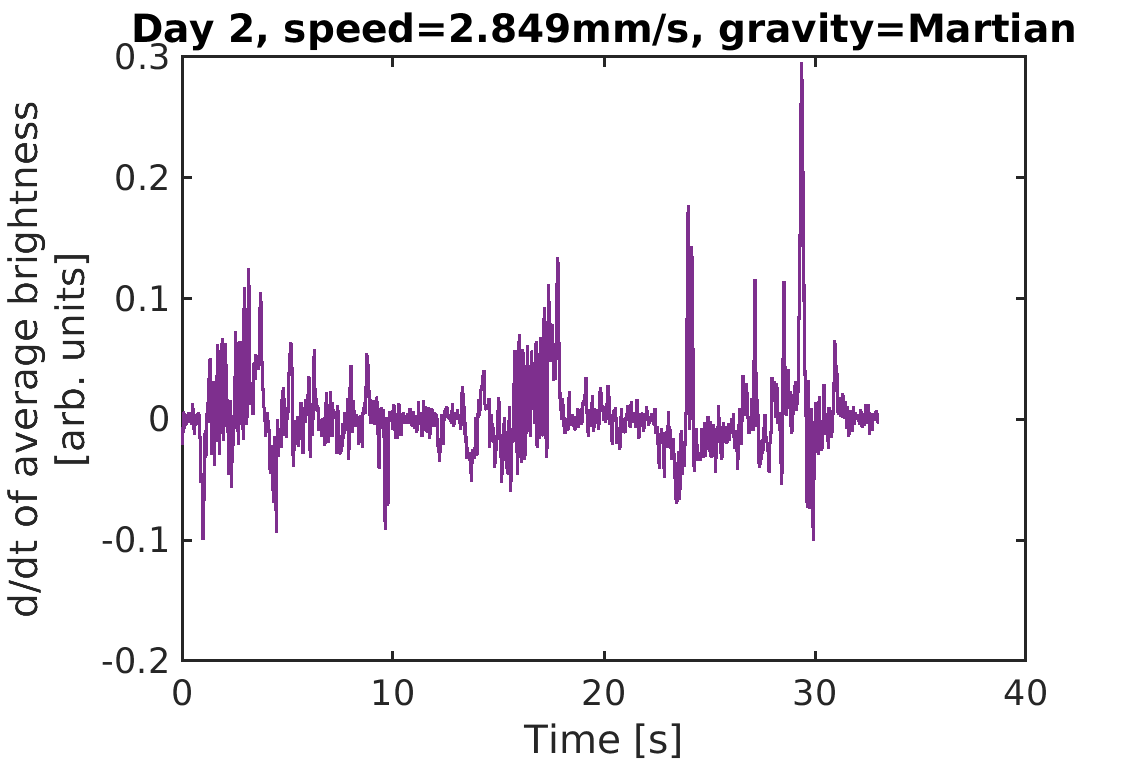 Day 2, speed=2.849mm/s, gravity=Martian
d/dt of average brightness
[arb. units]
0.3
0.2
0.1
0
-0.1
-0.2
0 10 20 30 40
Time [s]